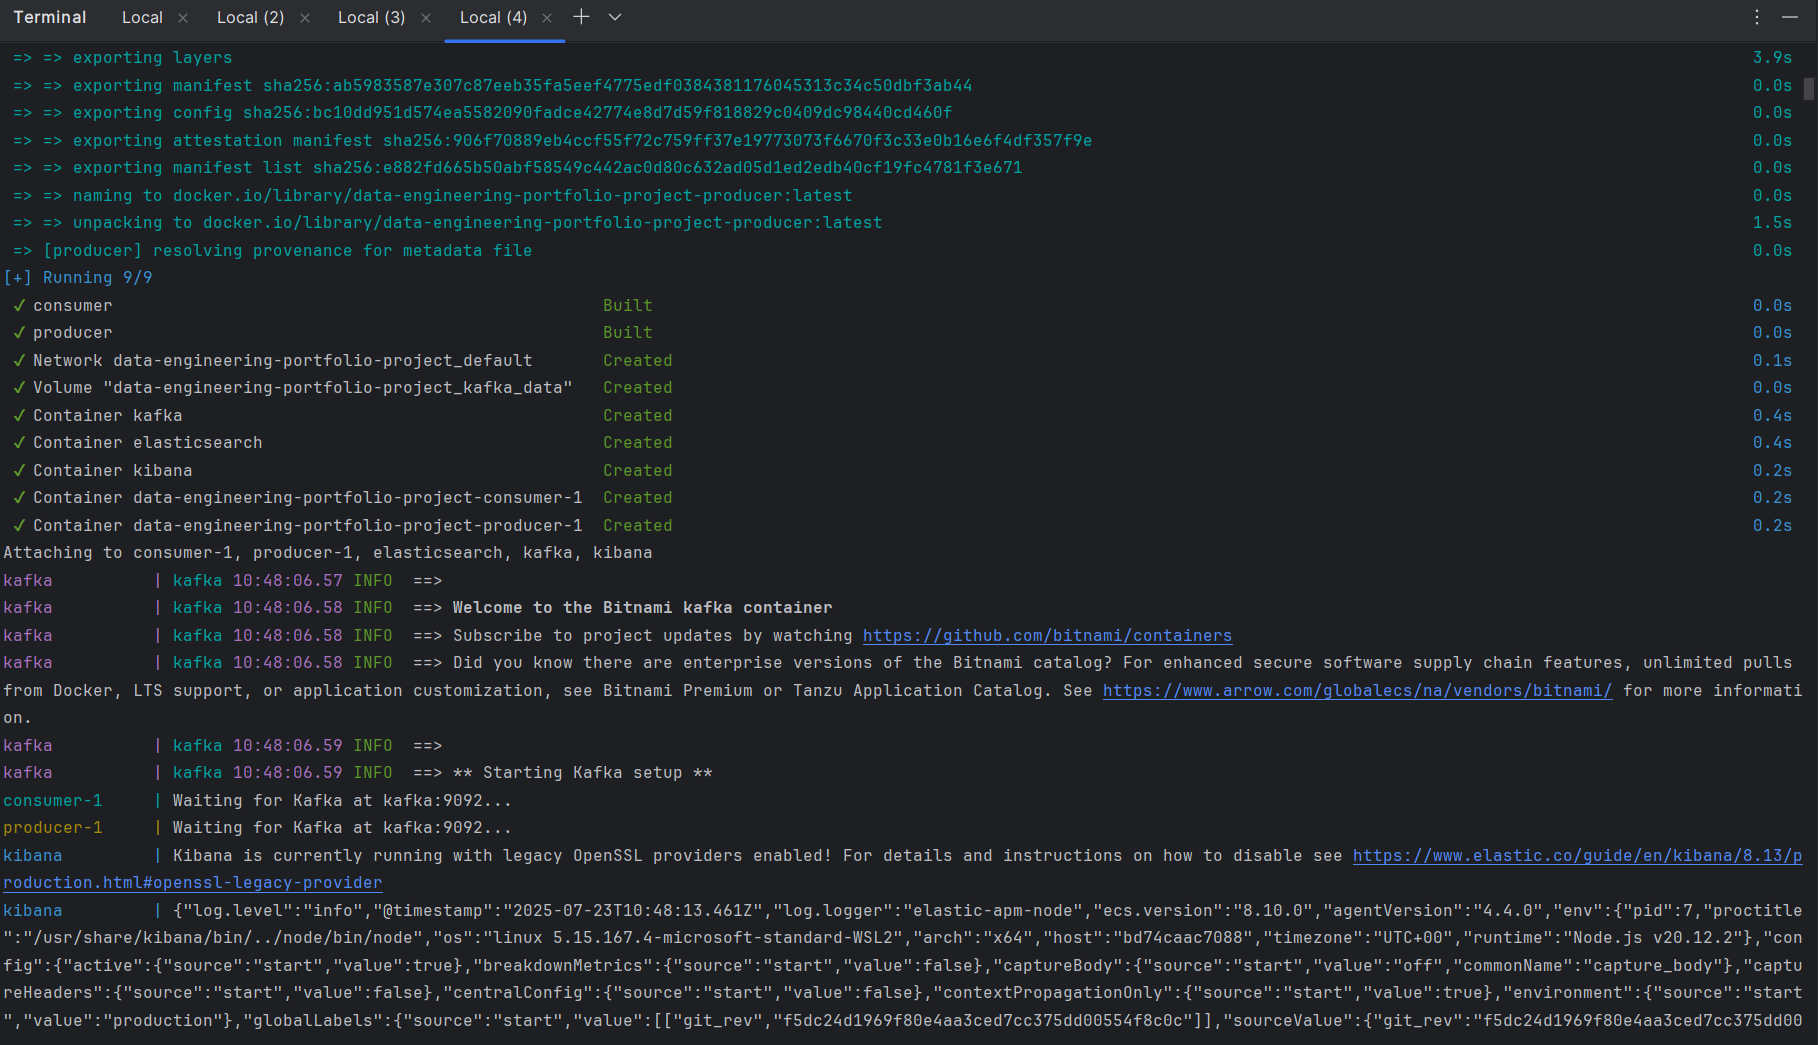 Terminal Local × Local (2) × Local (3) × Local (4) ×
=> => exporting layers 3.9s
=> => exporting manifest sha256:ab5983587e307c87eeb35fa5eef4775edf0384381176045313c34c50dbf3ab44 0.0s
=> => exporting config sha256:bc10dd951d574ea5582090fadce42774e8d7d59f818829c0409dc98440cd460f 0.0s
=> => exporting attestation manifest sha256:906f70889eb4ccf55f72c759ff37e19773073f6670f3c33e0b16e6f4df357f9e 0.0s
=> => exporting manifest list sha256:e882fd665b50abf58549c442ac0d80c632ad05d1ed2edb40cf19fc4781f3e671 0.0s
=> => naming to docker.io/library/data-engineering-portfolio-project-producer:latest 0.0s
=> => unpacking to docker.io/library/data-engineering-portfolio-project-producer:latest 1.5s
=> [producer] resolving provenance for metadata file 0.0s
[+] Running 9/9
✓ consumer Built 0.0s
✓ producer Built 0.0s
✓ Network data-engineering-portfolio-project_default Created 0.1s
✓ Volume "data-engineering-portfolio-project_kafka_data" Created 0.0s
✓ Container kafka Created 0.4s
✓ Container elasticsearch Created 0.4s
✓ Container kibana Created 0.2s
✓ Container data-engineering-portfolio-project-consumer-1 Created 0.2s
✓ Container data-engineering-portfolio-project-producer-1 Created 0.2s
Attaching to consumer-1, producer-1, elasticsearch, kafka, kibana
kafka | kafka 10:48:06.57 INFO ==>
kafka | kafka 10:48:06.58 INFO ==> Welcome to the Bitnami kafka container
kafka | kafka 10:48:06.58 INFO ==> Subscribe to project updates by watching https://github.com/bitnami/containers
kafka | kafka 10:48:06.58 INFO ==> Did you know there are enterprise versions of the Bitnami catalog? For enhanced secure software supply chain features, unlimited pulls
from Docker, LTS support, or application customization, see Bitnami Premium or Tanzu Application Catalog. See https://www.arrow.com/globalecs/na/vendors/bitnami/ for more informati
on.
kafka | kafka 10:48:06.59 INFO ==>
kafka | kafka 10:48:06.59 INFO ==> ** Starting Kafka setup **
consumer-1 | Waiting for Kafka at kafka:9092...
producer-1 | Waiting for Kafka at kafka:9092...
kibana | Kibana is currently running with legacy OpenSSL providers enabled! For details and instructions on how to disable see https://www.elastic.co/guide/en/kibana/8.13/p
roduction.html#openssl-legacy-provider
kibana | {"log.level":"info","@timestamp":"2025-07-23T10:48:13.461Z","log.logger":"elastic-apm-node","ecs.version":"8.10.0","agentVersion":"4.4.0","env":{"pid":7,"proctitle
":"/usr/share/kibana/bin/../node/bin/node","os":"linux 5.15.167.4-microsoft-standard-WSL2","arch":"x64","host":"bd74caac7088","timezone":"UTC+00","runtime":"Node.js v20.12.2"},"con
fig":{"active":{"source":"start","value":true},"breakdownMetrics":{"source":"start","value":false},"captureBody":{"source":"start","value":"off","commonName":"capture_body"},"captu
reHeaders":{"source":"start","value":false},"centralConfig":{"source":"start","value":false},"contextPropagationOnly":{"source":"start","value":true},"environment":{"source":"start
","value":"production"},"globalLabels":{"source":"start","value":[["git_rev","f5dc24d1969f80e4aa3ced7cc375dd00554f8c0c"]],"sourceValue":{"git_rev":"f5dc24d1969f80e4aa3ced7cc375dd00